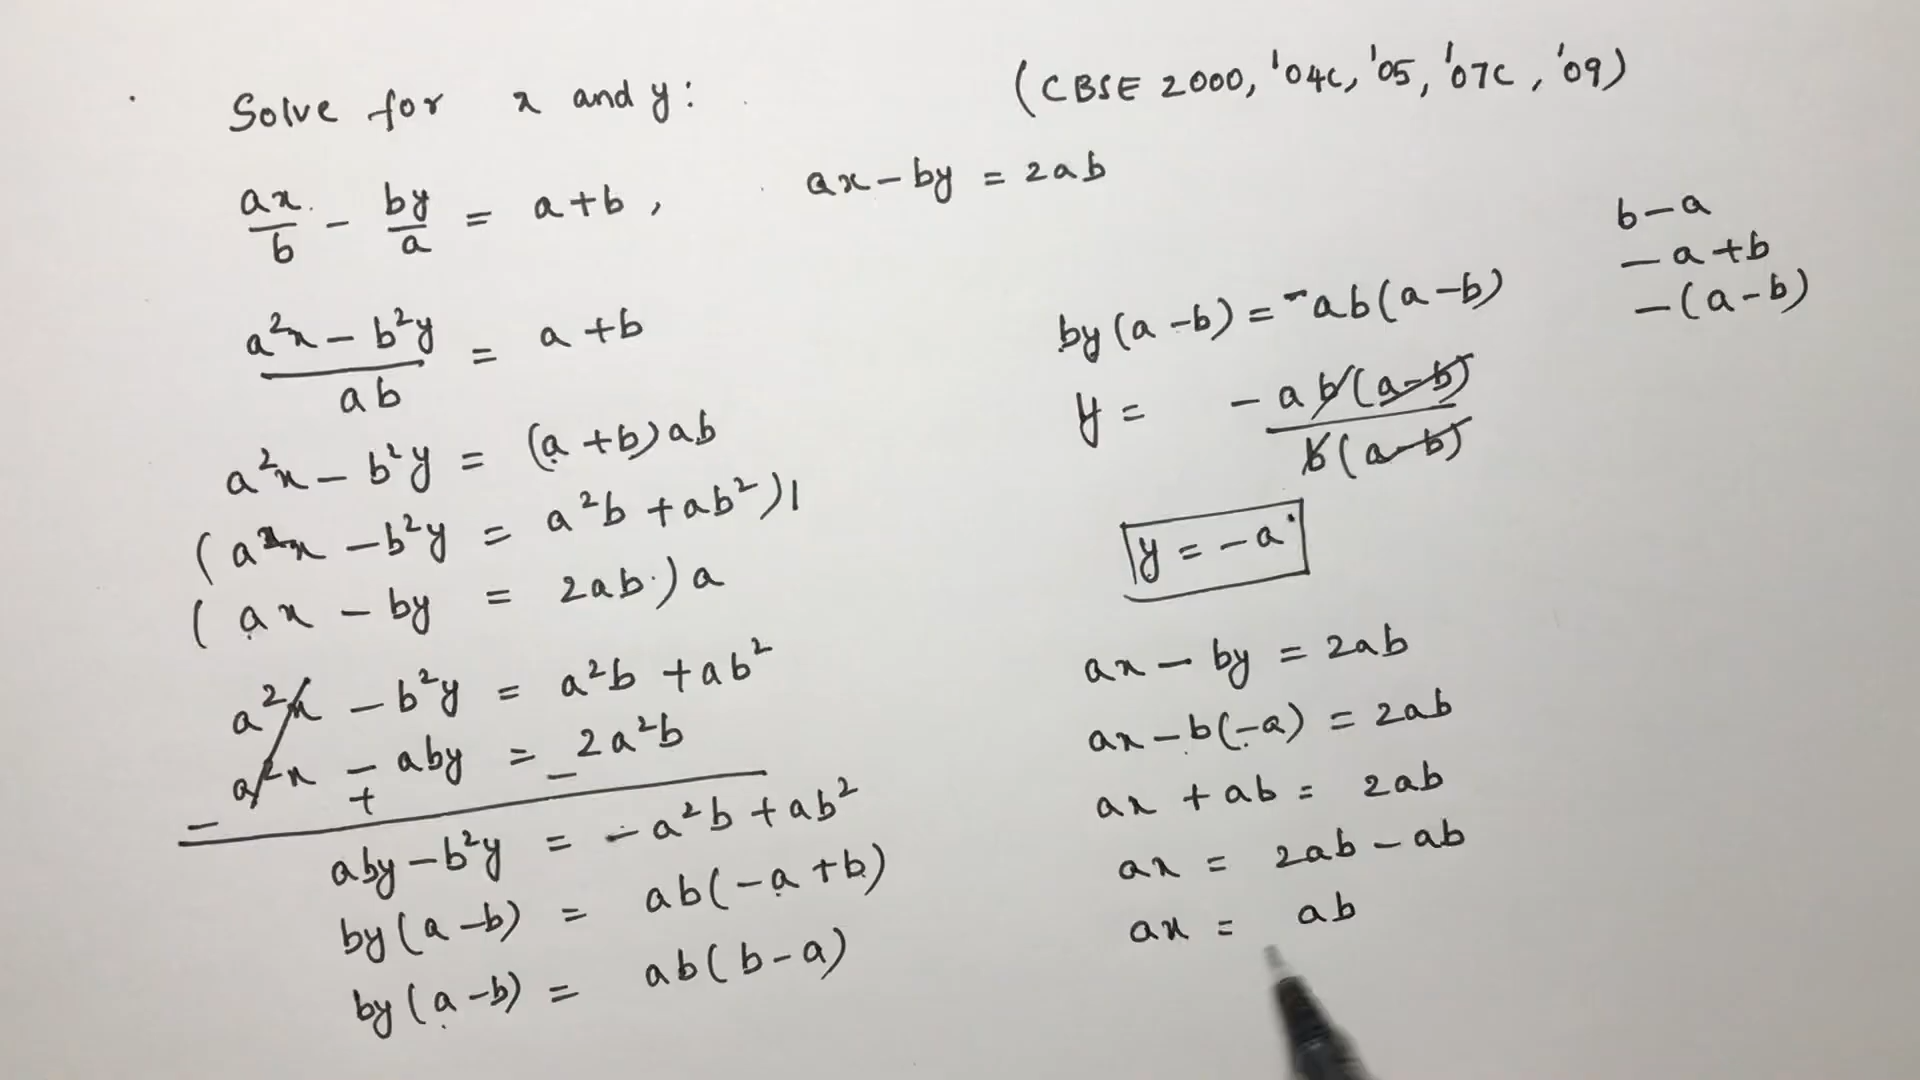 Solve for x and y: (CBSE 2000, '04C, '05, '07C, '09)
ax/b - by/a = a+b, ax-by = 2ab
(a²x - b²y)/ab = a+b
a²x - b²y = (a+b)ab
(a²x - b²y = a²b + ab²)1
(ax - by = 2ab)a
a²x - b²y = a²b + ab²
a²x - aby = 2a²b
- + -
aby - b²y = -a²b + ab²
by(a-b) = ab(-a+b)
by(a-b) = ab(b-a)
b-a
-a+b
-(a-b)
by(a-b) = -ab(a-b)
y = -ab(a-b)/b(a-b)
y = -a
ax - by = 2ab
ax - b(-a) = 2ab
ax + ab = 2ab
ax = 2ab - ab
ax = ab